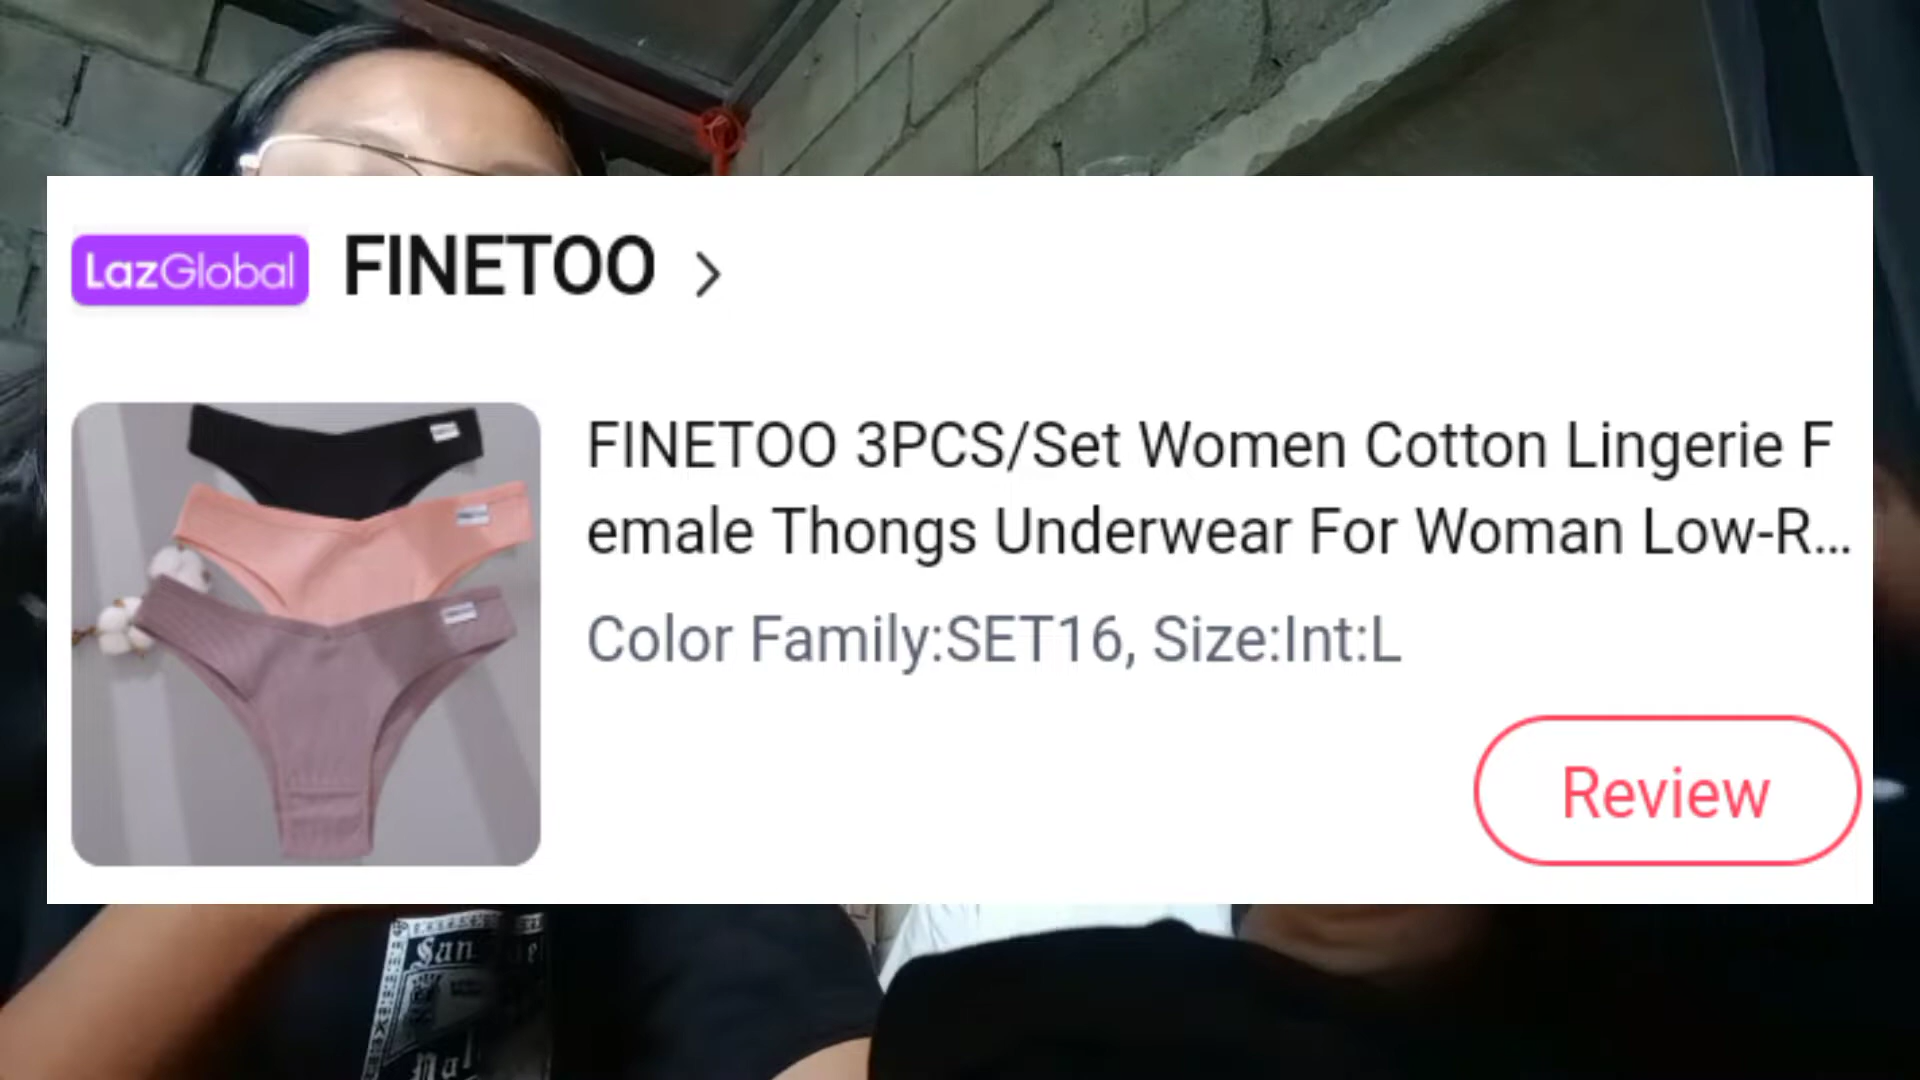 LazGlobal FINETOO >
FINETOO 3PCS/Set Women Cotton Lingerie F
emale Thongs Underwear For Woman Low-R...
Color Family:SET16, Size:Int:L
Review
San